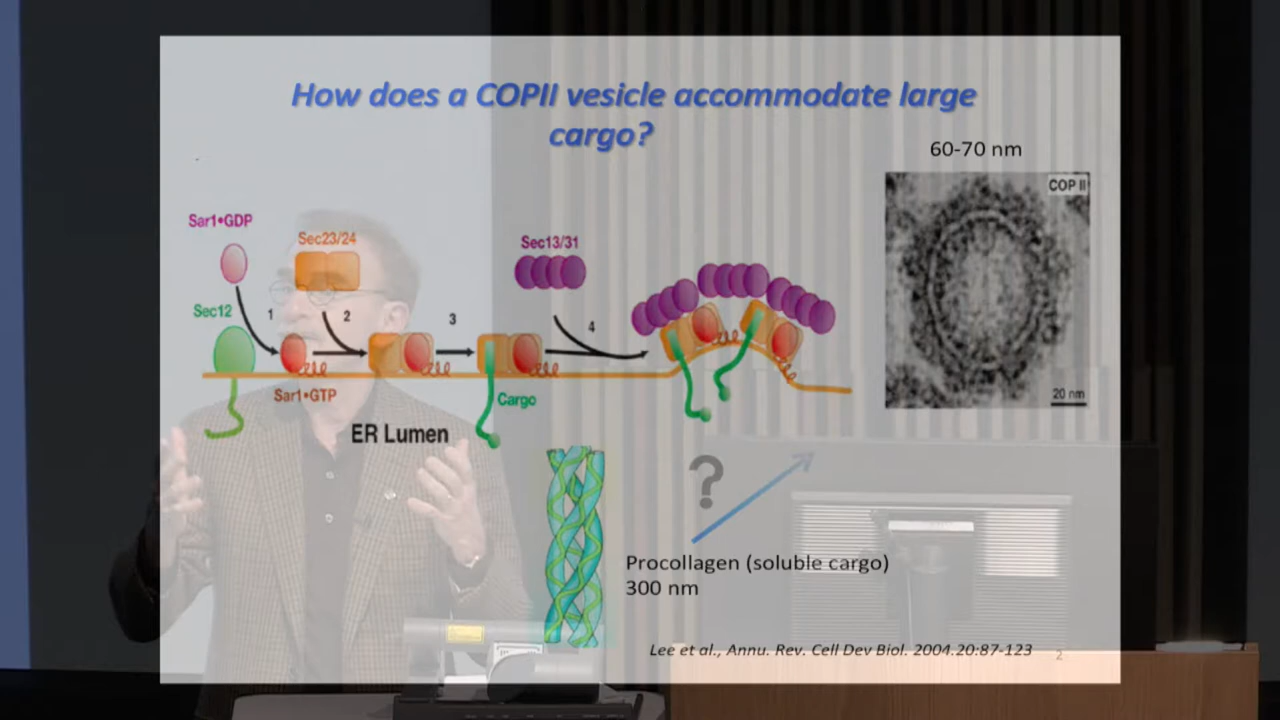 How does a COPII vesicle accommodate large
cargo?
60-70 nm
COP II
20 nm
Sar1•GDP
Sec23/24
Sec13/31
Sec12
1
2
3
4
Sar1•GTP
Cargo
ER Lumen
?
Procollagen (soluble cargo)
300 nm
Lee et al., Annu. Rev. Cell Dev Biol. 2004.20:87-123
2